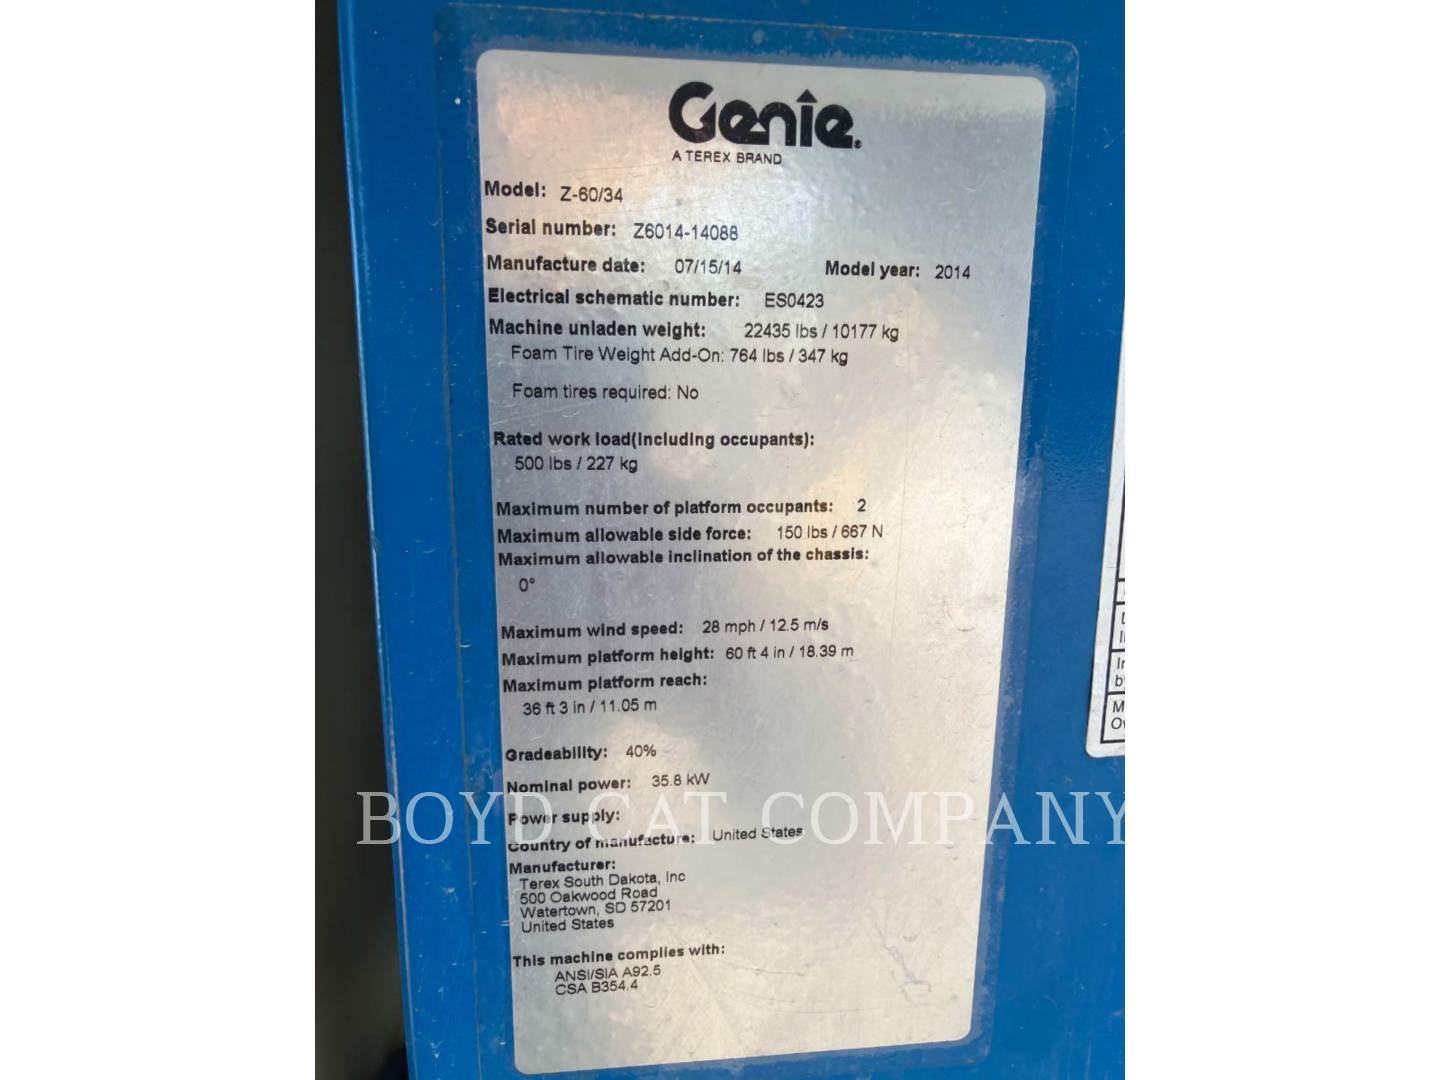 Genie
A TEREX BRAND
Model: Z-60/34
Serial number: Z6014-14088
Manufacture date: 07/15/14 Model year: 2014
Electrical schematic number: ES0423
Machine unladen weight: 22435 lbs / 10177 kg
Foam Tire Weight Add-On: 764 lbs / 347 kg
Foam tires required: No
Rated work load(including occupants):
500 lbs / 227 kg
Maximum number of platform occupants: 2
Maximum allowable side force: 150 lbs / 667 N
Maximum allowable inclination of the chassis:
0°
Maximum wind speed: 28 mph / 12.5 m/s
Maximum platform height: 60 ft 4 in / 18.39 m
Maximum platform reach:
36 ft 3 in / 11.05 m
Gradeability: 40%
Nominal power: 35.8 kW
BOYD CAT COMPANY
Power supply:
Country of manufacture: United States
Manufacturer:
Terex South Dakota, Inc
500 Oakwood Road
Watertown, SD 57201
United States
This machine complies with:
ANSI/SIA A92.5
CSA B354.4